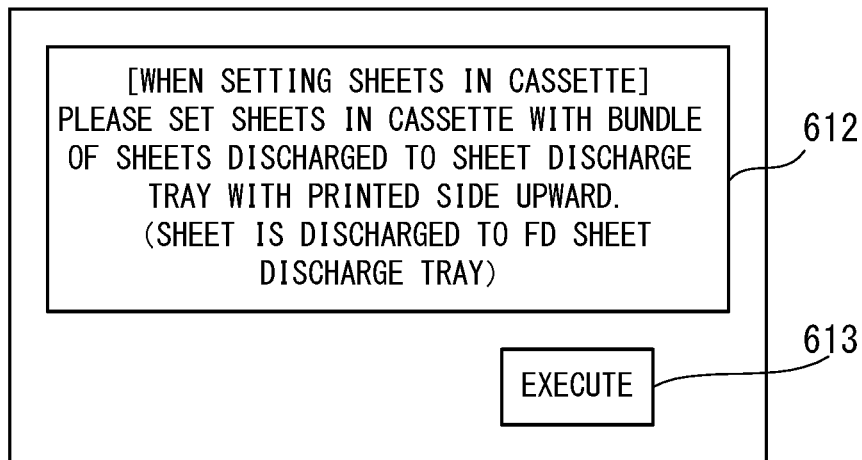 [WHEN SETTING SHEETS IN CASSETTE]
PLEASE SET SHEETS IN CASSETTE WITH BUNDLE
OF SHEETS DISCHARGED TO SHEET DISCHARGE
TRAY WITH PRINTED SIDE UPWARD.
(SHEET IS DISCHARGED TO FD SHEET
DISCHARGE TRAY)
612
613
EXECUTE